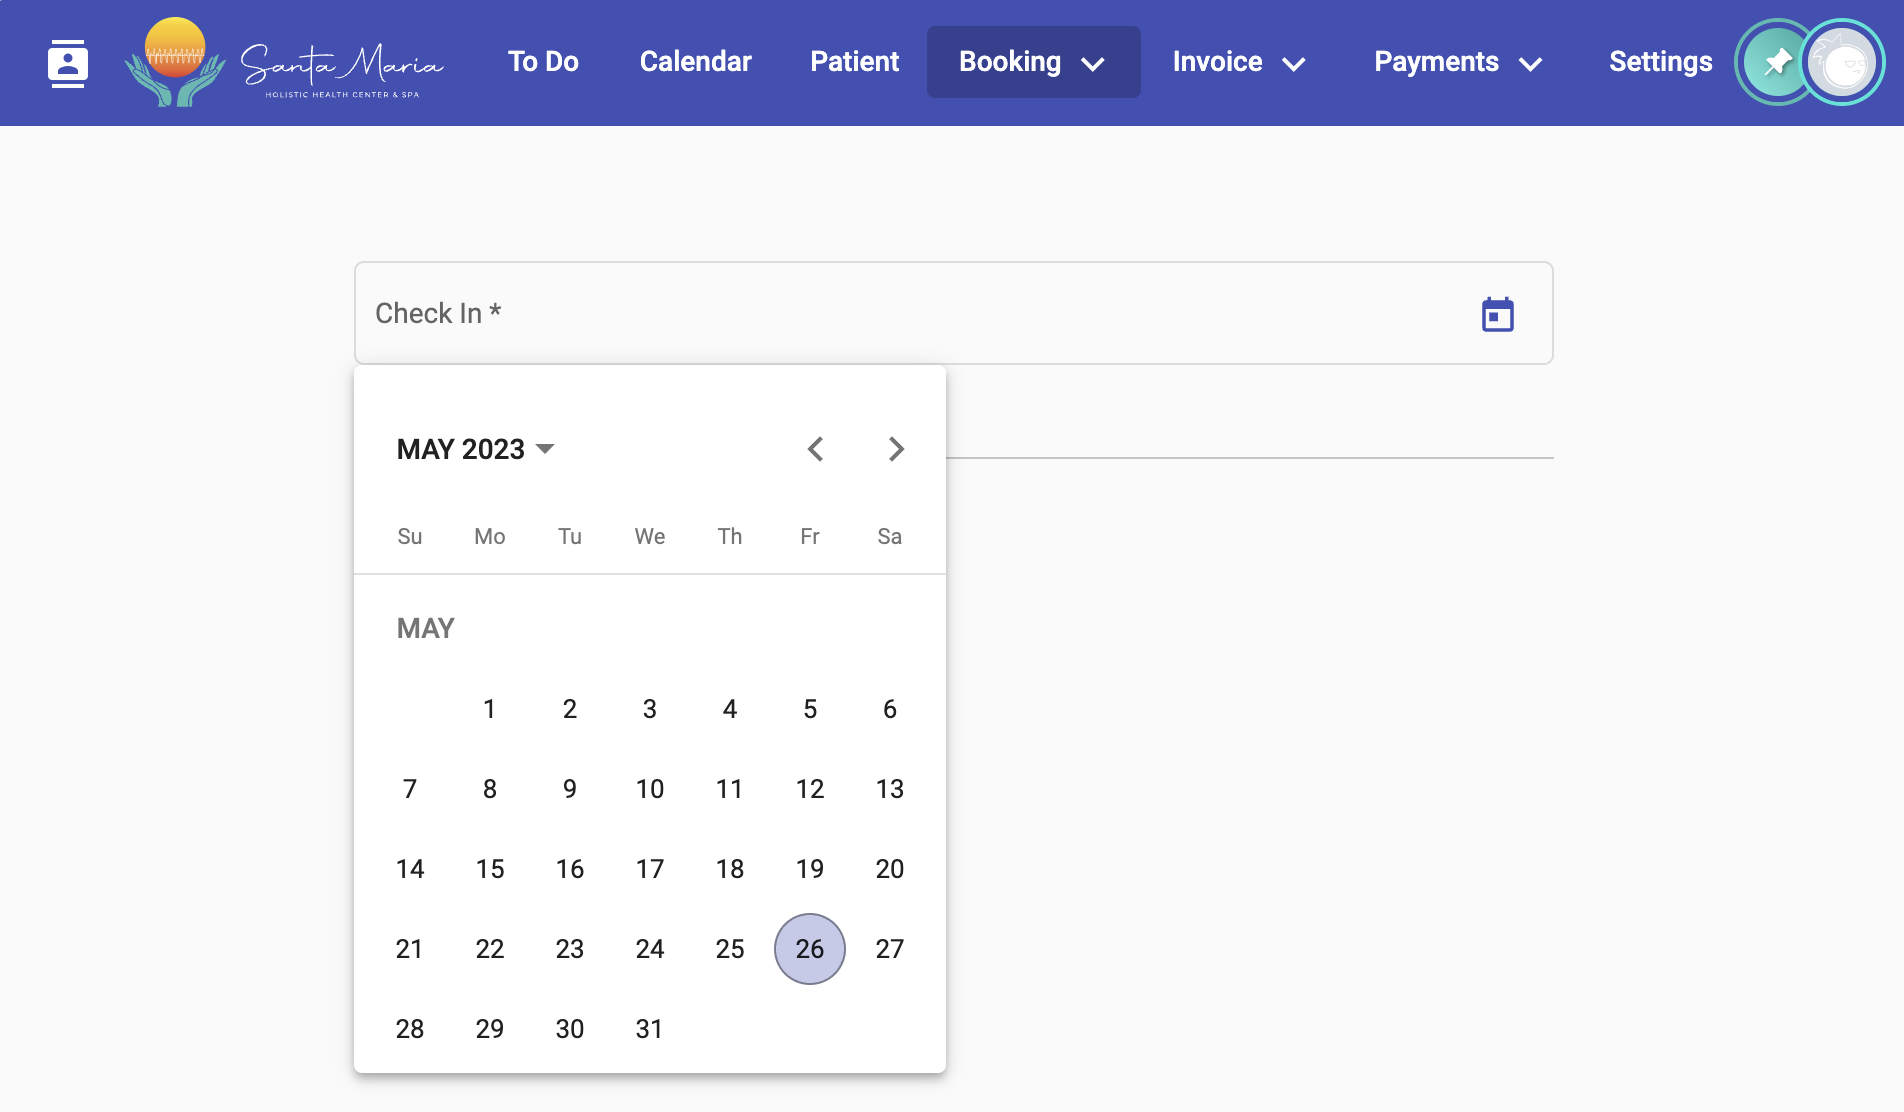 Santa Maria
HOLISTIC HEALTH CENTER & SPA
To Do Calendar Patient Booking Invoice Payments Settings
Check In *
MAY 2023
Su Mo Tu We Th Fr Sa
MAY
1 2 3 4 5 6
7 8 9 10 11 12 13
14 15 16 17 18 19 20
21 22 23 24 25 26 27
28 29 30 31